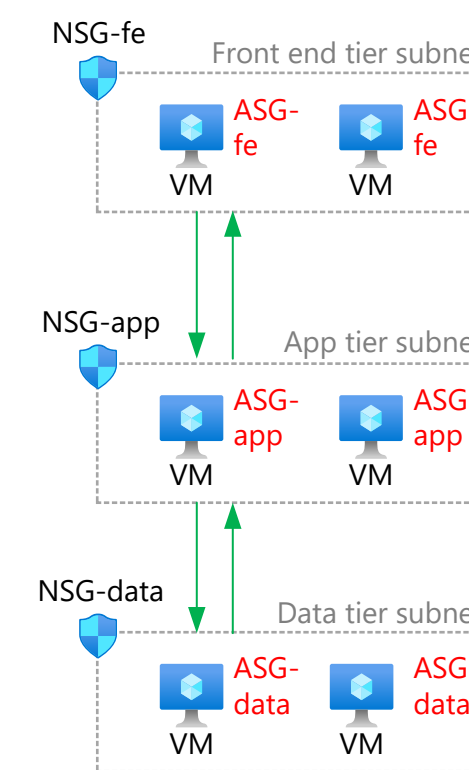 NSG-fe
Front end tier subne
ASG-
fe
VM
ASG
fe
VM
NSG-app
App tier subne
ASG-
app
VM
ASG
app
VM
NSG-data
Data tier subne
ASG-
data
VM
ASG
data
VM